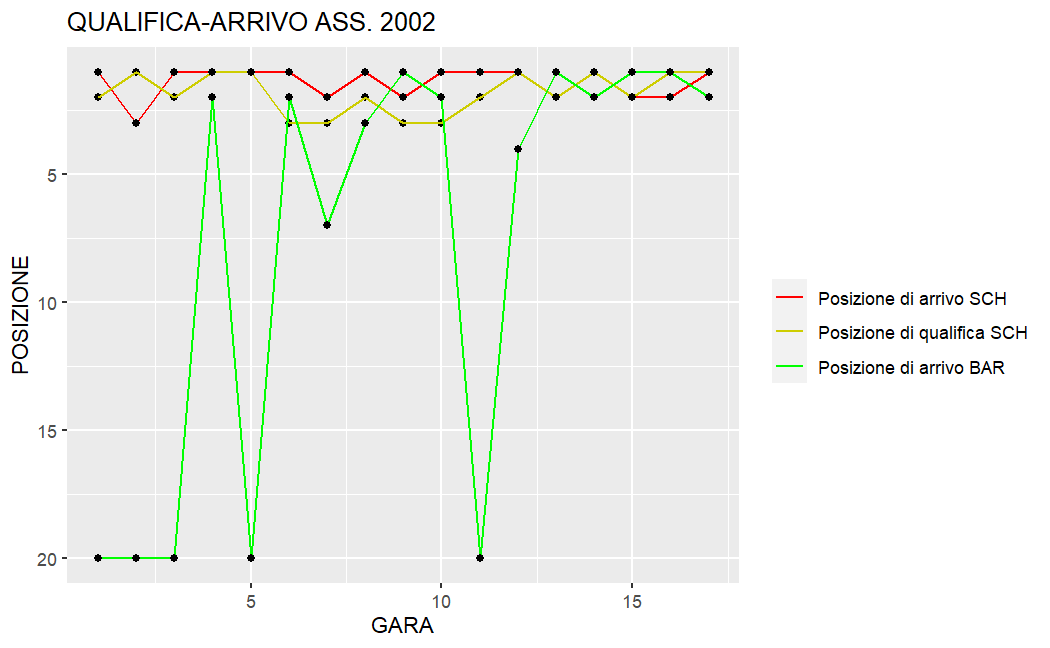 QUALIFICA-ARRIVO ASS. 2002
POSIZIONE
5
10
15
20
5
10
15
GARA
Posizione di arrivo SCH
Posizione di qualifica SCH
Posizione di arrivo BAR